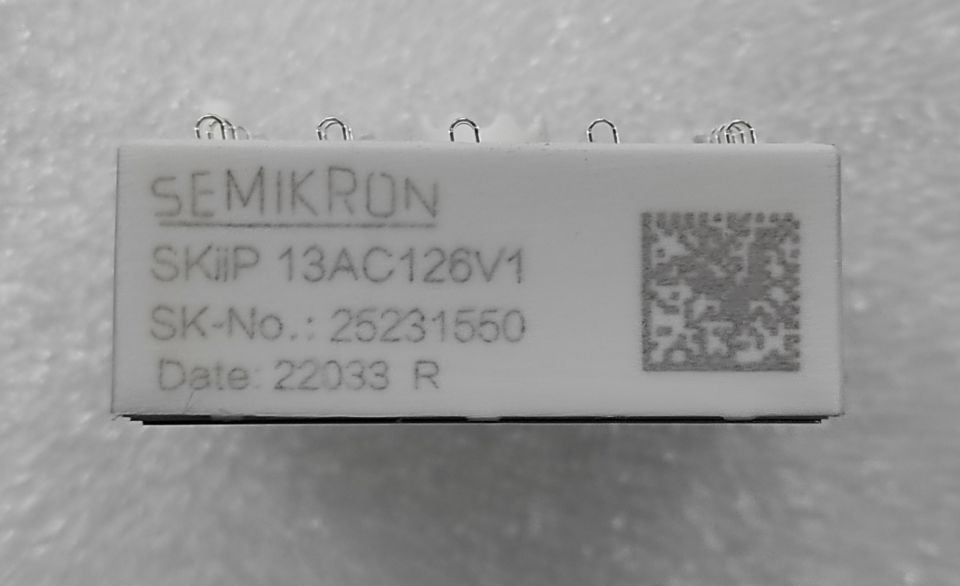 SEMIKRON
SKiiP 13AC126V1
SK-No.: 25231550
Date: 22033 R